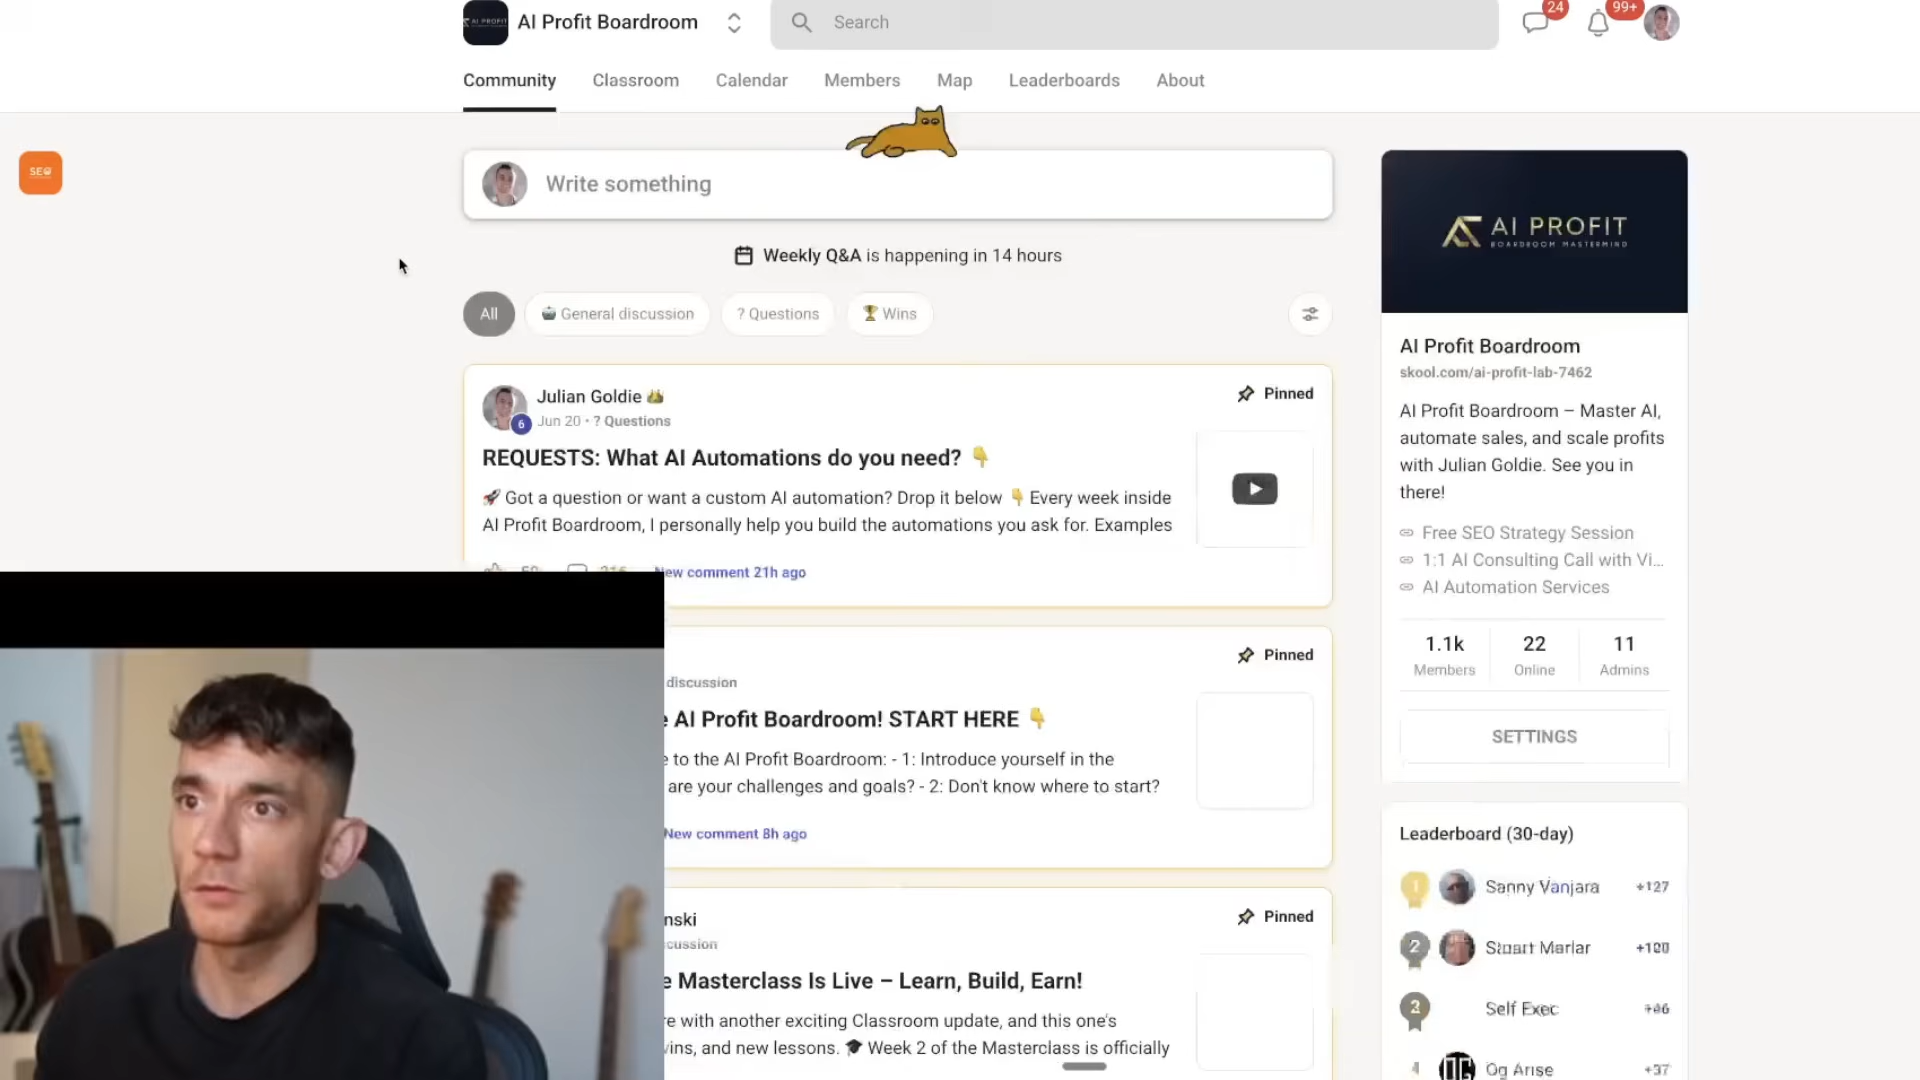 AI PROFIT
AI Profit Boardroom
Search
24
99+
Community
Classroom
Calendar
Members
Map
Leaderboards
About
SEO
Write something
Weekly Q&A is happening in 14 hours
All
General discussion
? Questions
Wins
Julian Goldie
6
Jun 20 • ? Questions
Pinned
REQUESTS: What AI Automations do you need?
Got a question or want a custom AI automation? Drop it below Every week inside
AI Profit Boardroom, I personally help you build the automations you ask for. Examples
New comment 21h ago
discussion
Pinned
e AI Profit Boardroom! START HERE
e to the AI Profit Boardroom: - 1: Introduce yourself in the
are your challenges and goals? - 2: Don't know where to start?
New comment 8h ago
nski
cussion
Pinned
e Masterclass Is Live – Learn, Build, Earn!
re with another exciting Classroom update, and this one's
vins, and new lessons. Week 2 of the Masterclass is officially
AI PROFIT
BOARDROOM MASTERMIND
AI Profit Boardroom
skool.com/ai-profit-lab-7462
AI Profit Boardroom – Master AI,
automate sales, and scale profits
with Julian Goldie. See you in
there!
Free SEO Strategy Session
1:1 AI Consulting Call with Vi...
AI Automation Services
1.1k
Members
22
Online
11
Admins
SETTINGS
Leaderboard (30-day)
1
Sanny Vanjara
+127
2
Stuart Marlar
3
Self Exec
4
Og Arise
+37